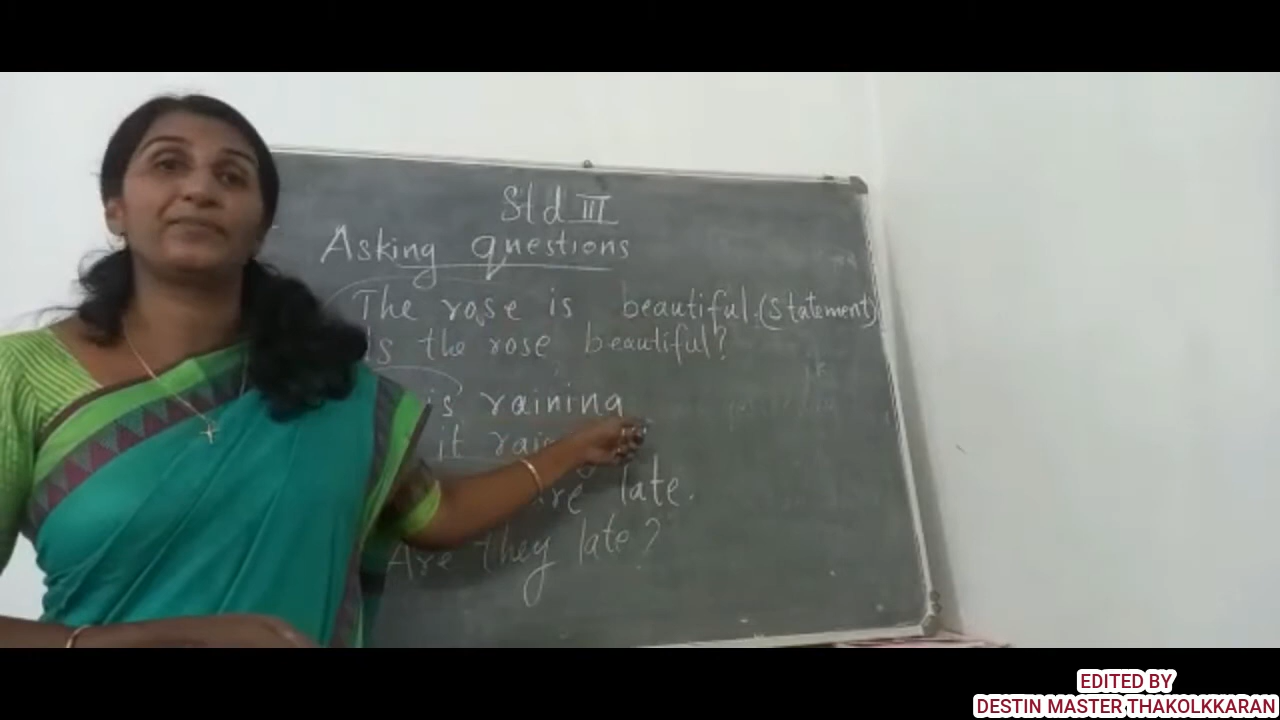 Std III
Asking questions
The rose is beautiful. (Statement)
Is the rose beautiful?
is raining
it
late.
Are they late?
EDITED BY
DESTIN MASTER THAKOLKKARAN